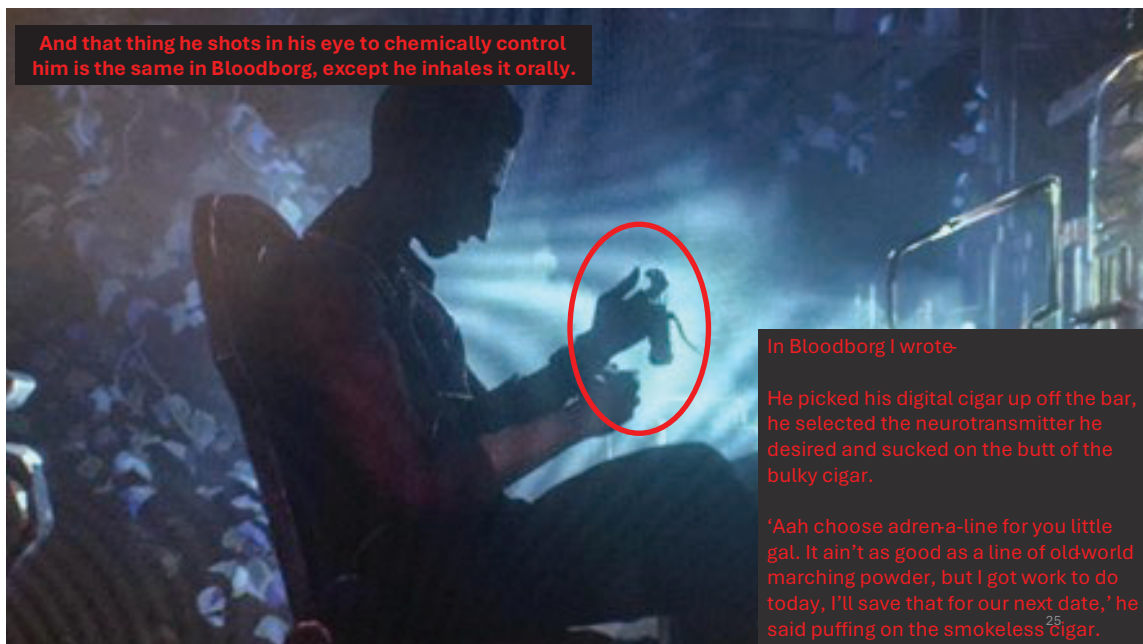 And that thing he shots in his eye to chemically control
him is the same in Bloodborg, except he inhales it orally.
In Bloodborg I wrote-
He picked his digital cigar up off the bar,
he selected the neurotransmitter he
desired and sucked on the butt of the
bulky cigar.
‘Aah choose adren-a-line for you little
gal. It ain’t as good as a line of old-world
marching powder, but I got work to do
today, I’ll save that for our next date,’ he
said puffing on the smokeless cigar.
25